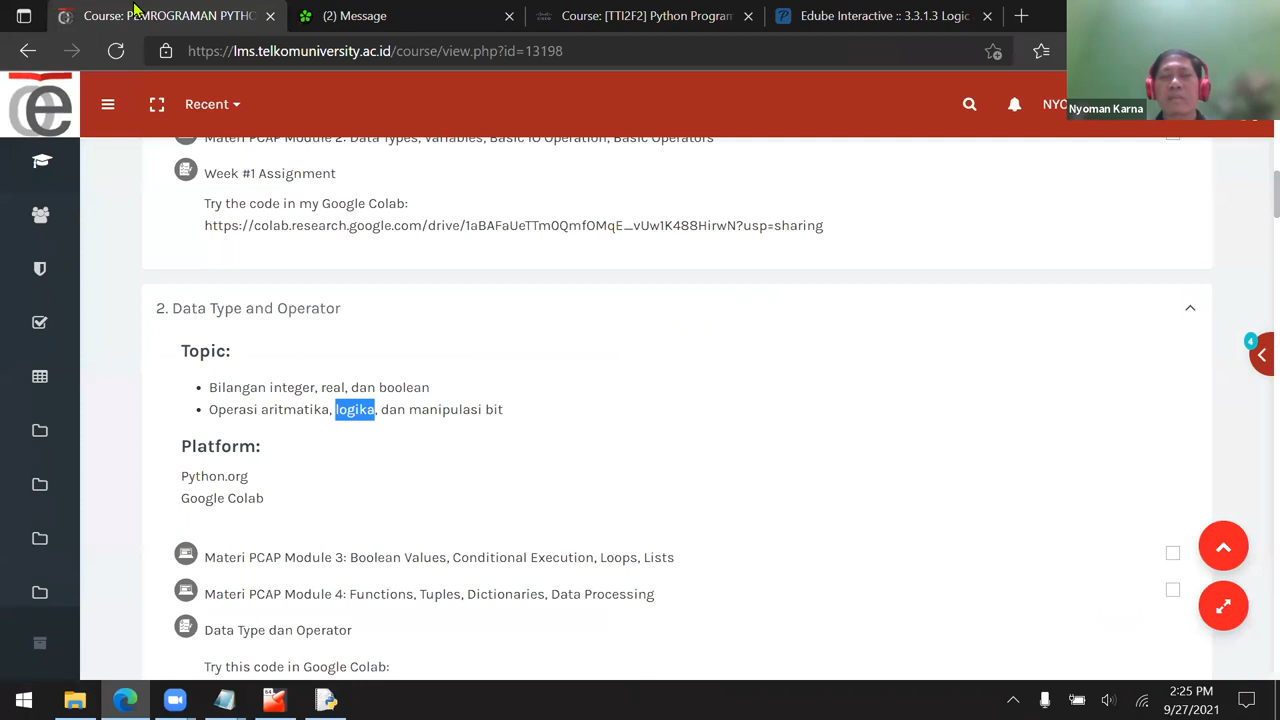 Course: PEMROGRAMAN PYTHO
(2) Message
Course: [TTI2F2] Python Program
Edube Interactive :: 3.3.1.3 Logic
https://lms.telkomuniversity.ac.id/course/view.php?id=13198
Recent
NYO
Nyoman Karna
Materi PCAP Module 2: Data Types, Variables, Basic IO Operation, Basic Operators
Week #1 Assignment
Try the code in my Google Colab:
https://colab.research.google.com/drive/1aBAFaUeTTm0QmfOMqE_vUw1K488HirwN?usp=sharing
2. Data Type and Operator
4
Topic:
Bilangan integer, real, dan boolean
Operasi aritmatika, logika, dan manipulasi bit
Platform:
Python.org
Google Colab
Materi PCAP Module 3: Boolean Values, Conditional Execution, Loops, Lists
Materi PCAP Module 4: Functions, Tuples, Dictionaries, Data Processing
Data Type dan Operator
Try this code in Google Colab:
2:25 PM
9/27/2021